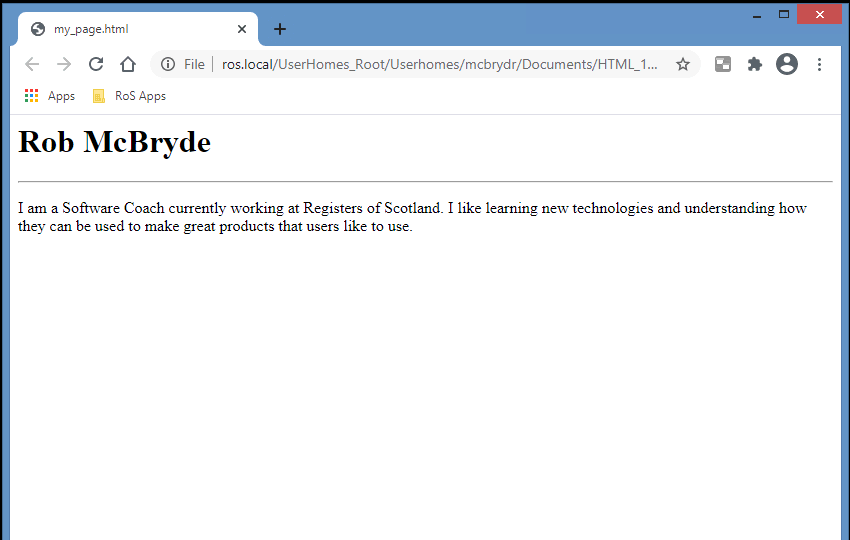 my_page.html
File | ros.local/UserHomes_Root/Userhomes/mcbrydr/Documents/HTML_1...
Apps RoS Apps
Rob McBryde
I am a Software Coach currently working at Registers of Scotland. I like learning new technologies and understanding how
they can be used to make great products that users like to use.